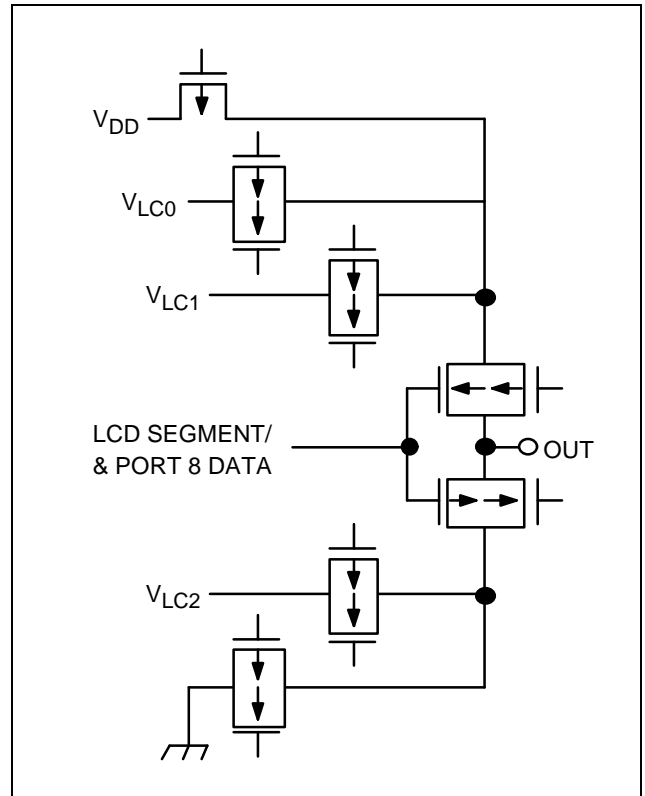 VDD
VLC0
VLC1
LCD SEGMENT/
& PORT 8 DATA
OUT
VLC2